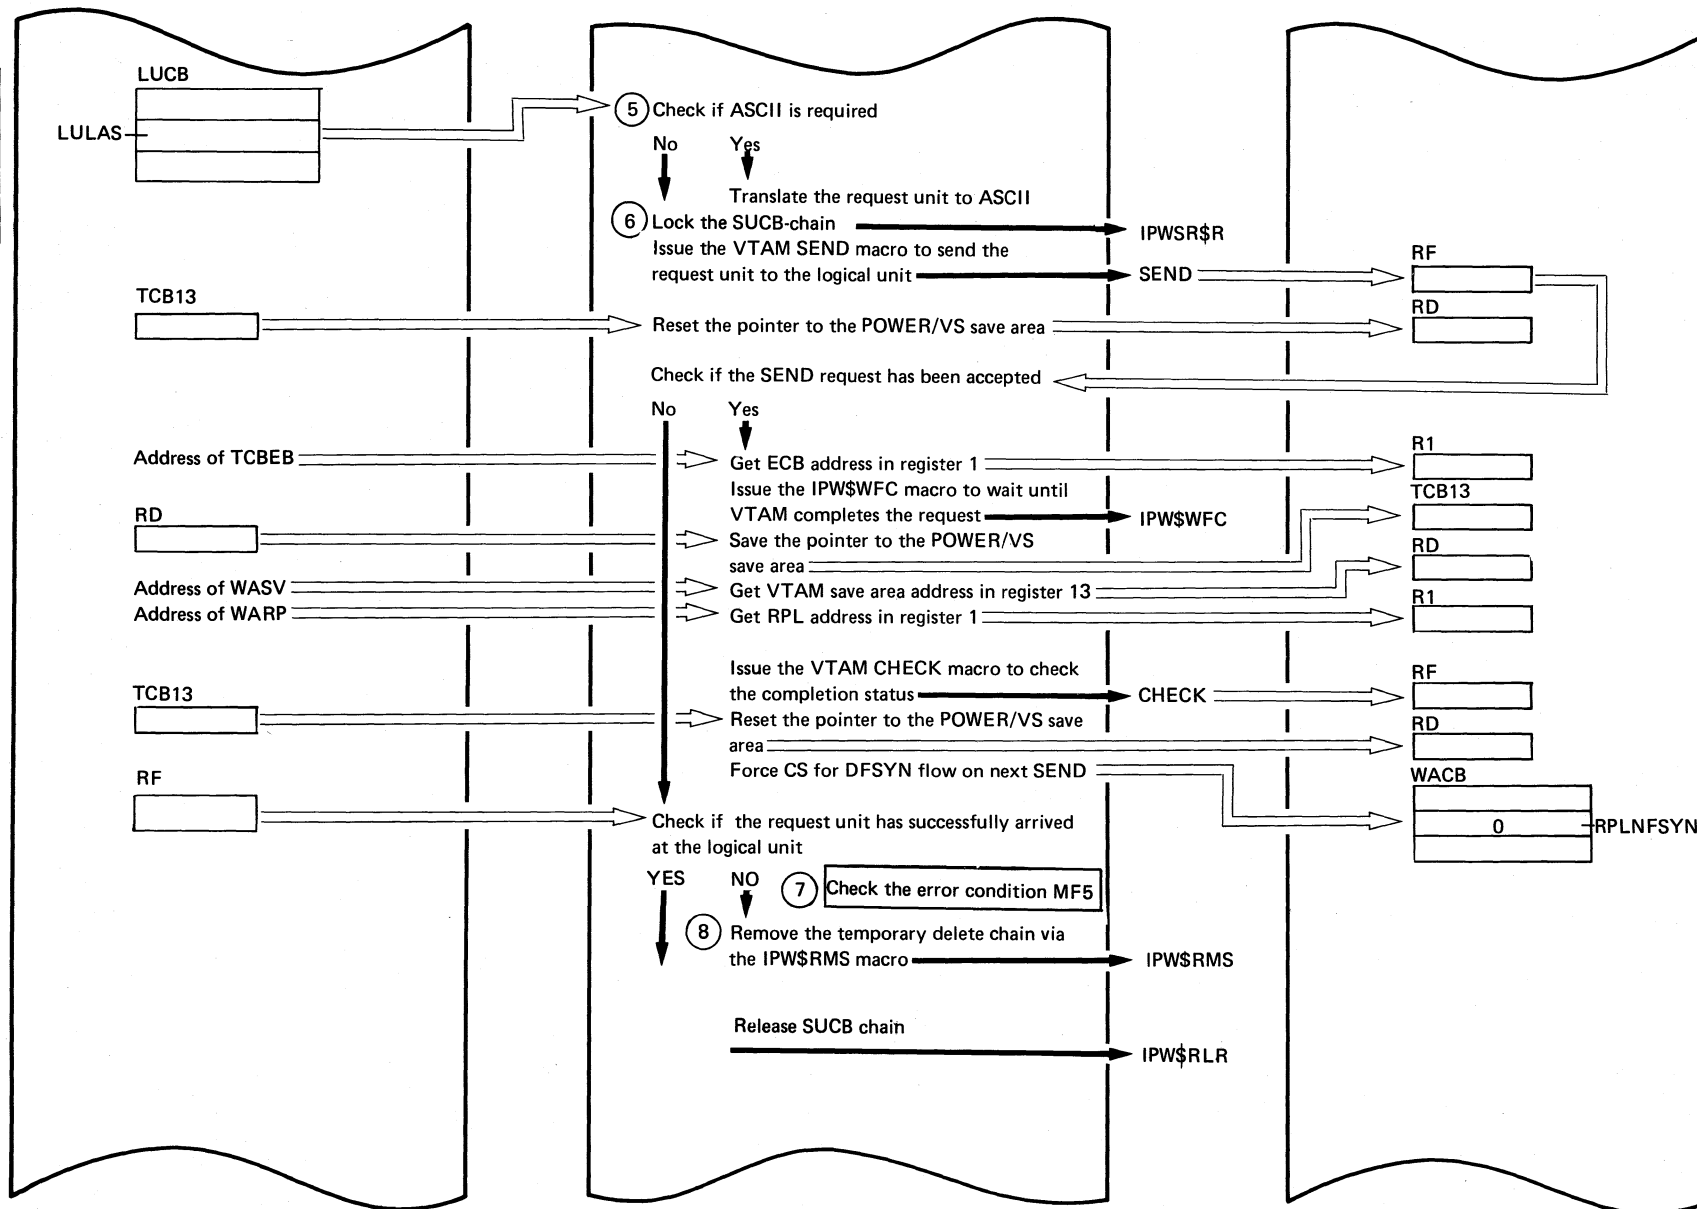 LUCB
LULAS
5 Check if ASCII is required
No Yes
Translate the request unit to ASCII
6 Lock the SUCB-chain IPWSR$R
Issue the VTAM SEND macro to send the
request unit to the logical unit SEND RF
TCB13 RD
Reset the pointer to the POWER/VS save area
Check if the SEND request has been accepted
No Yes
Address of TCBEB Get ECB address in register 1 R1
Issue the IPW$WFC macro to wait until
VTAM completes the request IPW$WFC TCB13
RD Save the pointer to the POWER/VS
save area RD
Address of WASV Get VTAM save area address in register 13
Address of WARP Get RPL address in register 1 R1
Issue the VTAM CHECK macro to check
the completion status CHECK RF
TCB13 Reset the pointer to the POWER/VS save
area RD
Force CS for DFSYN flow on next SEND WACB
RF Check if the request unit has successfully arrived 0 RPLNFSYN
at the logical unit
YES NO 7 Check the error condition MF5
8 Remove the temporary delete chain via
the IPW$RMS macro IPW$RMS
Release SUCB chain
IPW$RLR